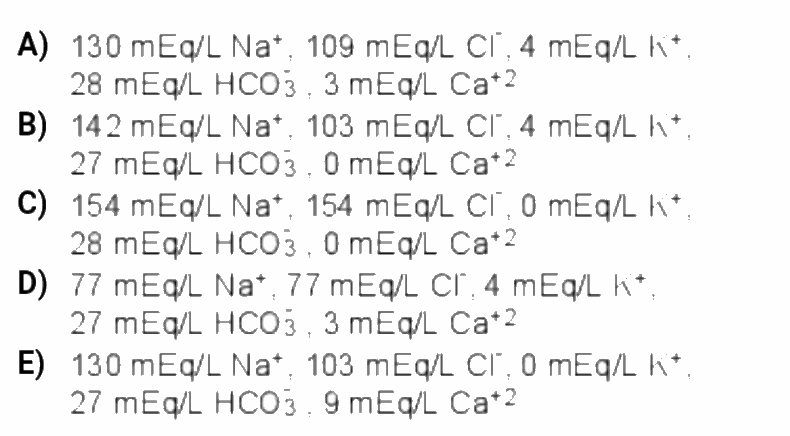 A) 130 mEq/L Na⁺, 109 mEq/L Cl⁻, 4 mEq/L K⁺,
28 mEq/L HCO₃⁻, 3 mEq/L Ca⁺²
B) 142 mEq/L Na⁺, 103 mEq/L Cl⁻, 4 mEq/L K⁺,
27 mEq/L HCO₃⁻, 0 mEq/L Ca⁺²
C) 154 mEq/L Na⁺, 154 mEq/L Cl⁻, 0 mEq/L K⁺,
28 mEq/L HCO₃⁻, 0 mEq/L Ca⁺²
D) 77 mEq/L Na⁺, 77 mEq/L Cl⁻, 4 mEq/L K⁺,
27 mEq/L HCO₃⁻, 3 mEq/L Ca⁺²
E) 130 mEq/L Na⁺, 103 mEq/L Cl⁻, 0 mEq/L K⁺,
27 mEq/L HCO₃⁻, 9 mEq/L Ca⁺²